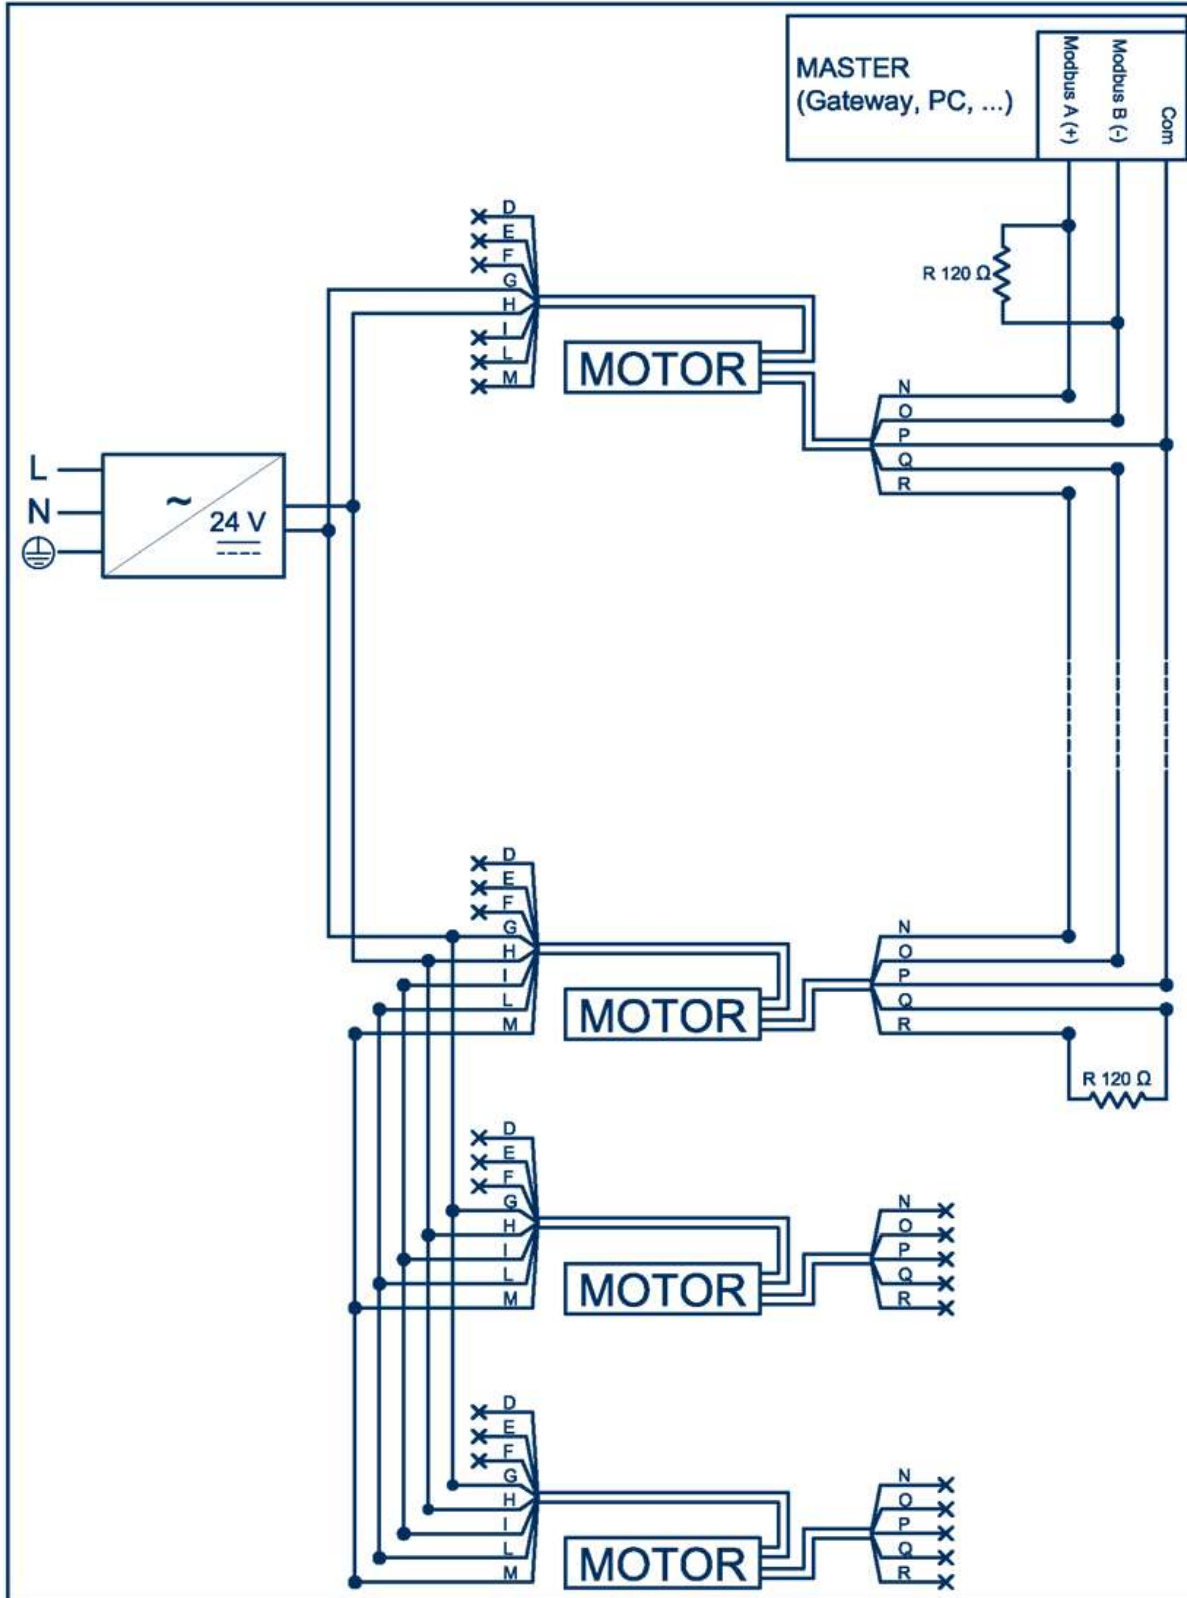 MASTER
(Gateway, PC, ...)
Modbus A (+)
Modbus B (-)
Com
R 120 Ω
D
E
F
G
H
I
L
M
MOTOR
N
O
P
Q
R
L
N
~
24 V
D
E
F
G
H
I
L
M
MOTOR
N
O
P
Q
R
R 120 Ω
D
E
F
G
H
I
L
M
MOTOR
N
O
P
Q
R
D
E
F
G
H
I
L
M
MOTOR
N
O
P
Q
R